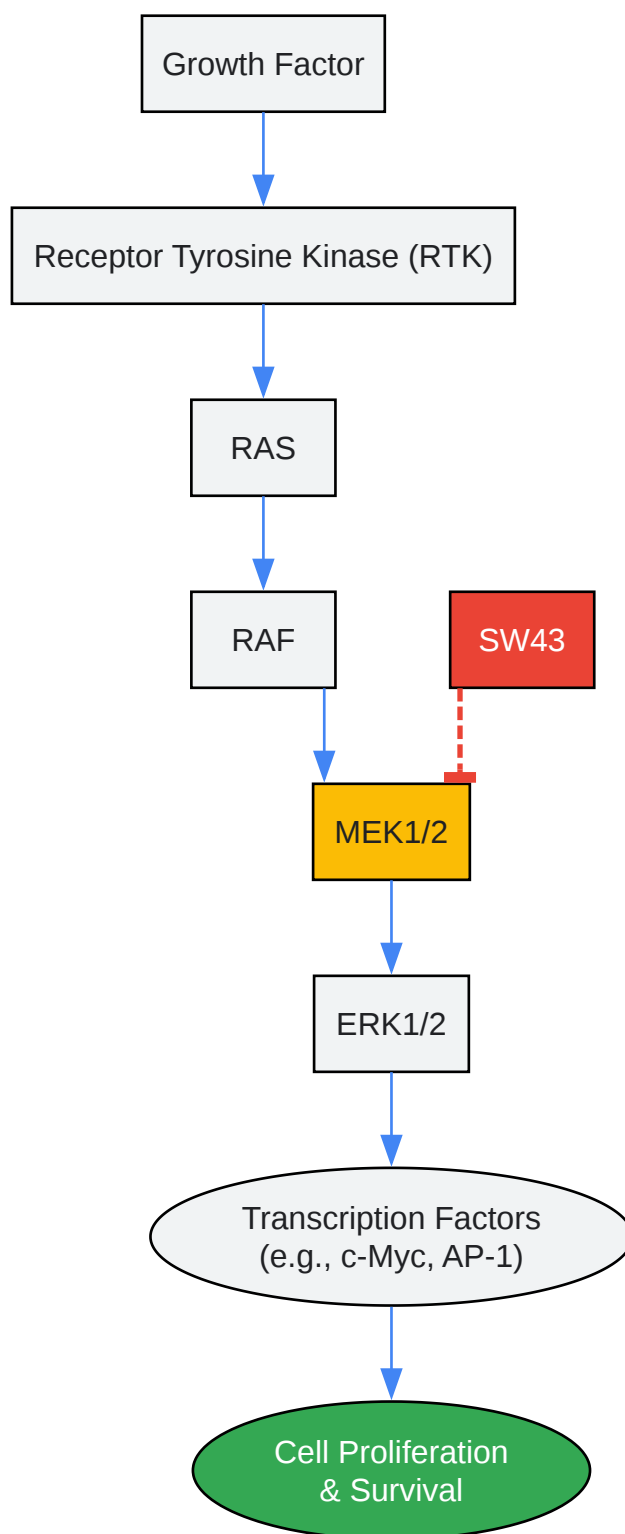 Growth Factor
Receptor Tyrosine Kinase (RTK)
RAS
RAF
SW43
MEK1/2
ERK1/2
Transcription Factors
(e.g., c-Myc, AP-1)
Cell Proliferation
& Survival